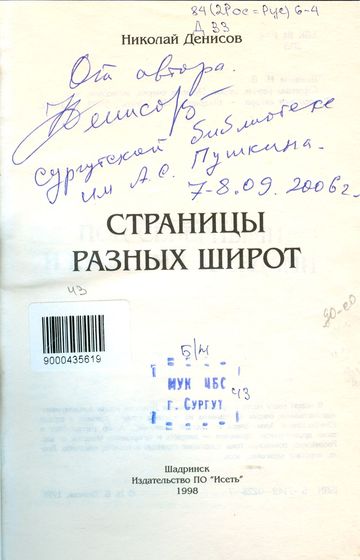 84(2Рос=Рус)6-4
Д 33
Николай Денисов
От автора.
Денисов
Сургутской библиотеке
им А.С. Пушкина.
7-8.09.2006г.
СТРАНИЦЫ
РАЗНЫХ ШИРОТ
ЧЗ
9000435619
Б/Н
МУК ЦБС
г. Сургут
ЧЗ
Шадринск
Издательство ПО "Исеть"
1998